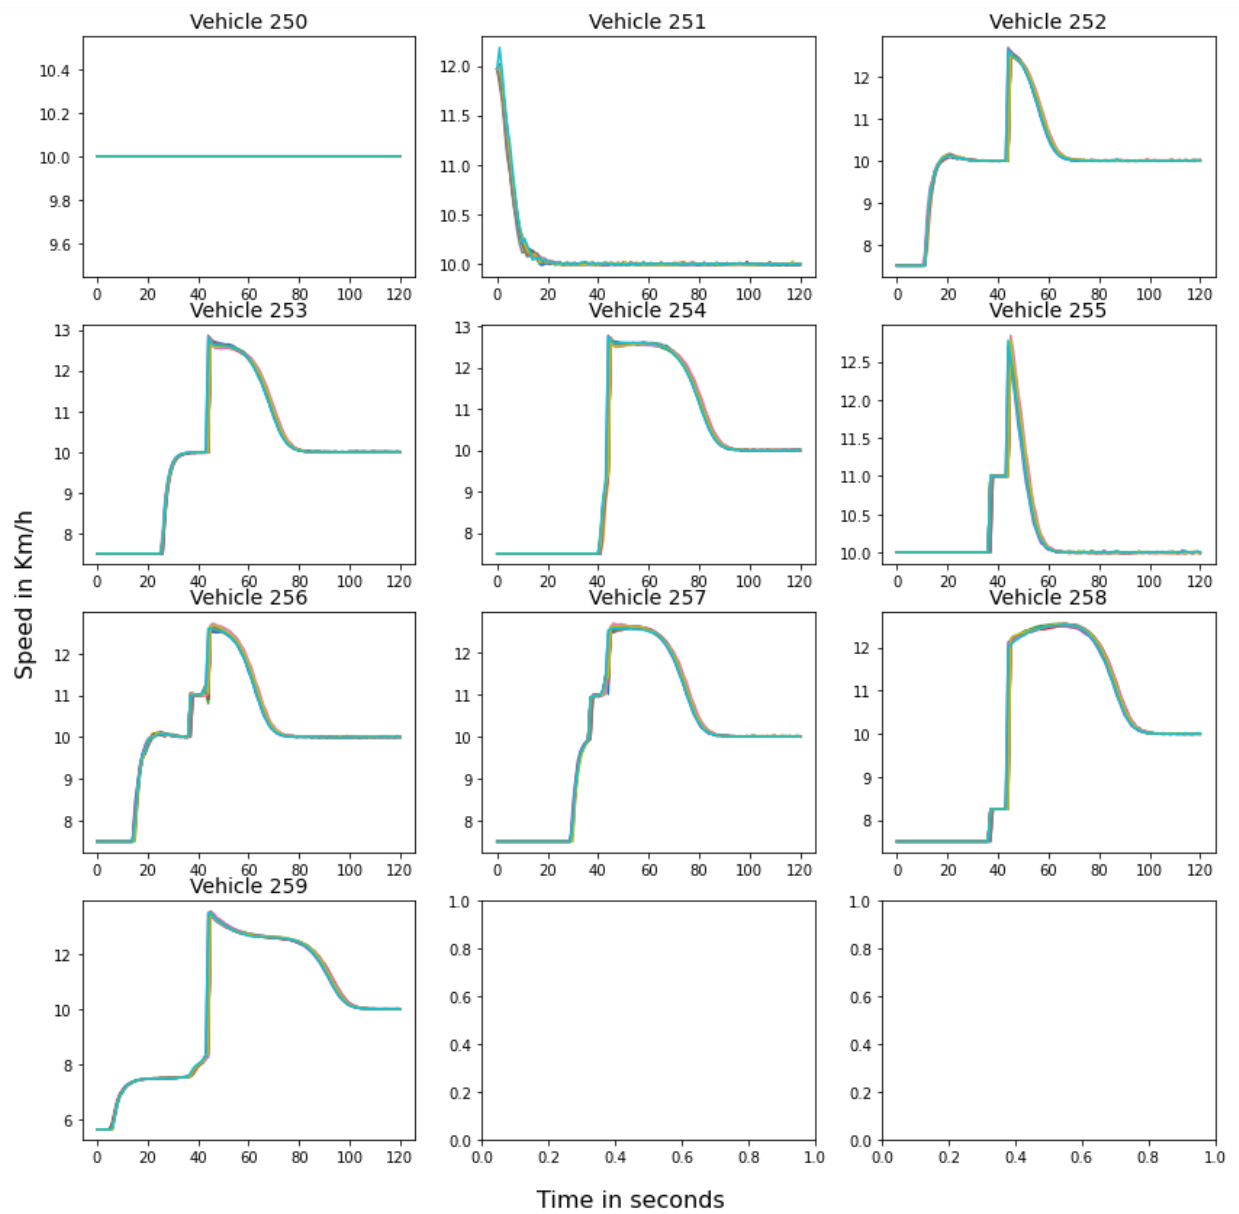 Vehicle 250
Vehicle 251
Vehicle 252
10.4
10.2
10.0
9.8
9.6
0 20 40 60 80 100 120
12.0
11.5
11.0
10.5
10.0
0 20 40 60 80 100 120
12
11
10
9
8
0 20 40 60 80 100 120
Vehicle 253
Vehicle 254
Vehicle 255
13
12
11
10
9
8
0 20 40 60 80 100 120
13
12
11
10
9
8
0 20 40 60 80 100 120
12.5
12.0
11.5
11.0
10.5
10.0
0 20 40 60 80 100 120
Speed in Km/h
Vehicle 256
Vehicle 257
Vehicle 258
12
11
10
9
8
0 20 40 60 80 100 120
12
11
10
9
8
0 20 40 60 80 100 120
12
11
10
9
8
0 20 40 60 80 100 120
Vehicle 259
12
10
8
6
0 20 40 60 80 100 120
1.0
0.8
0.6
0.4
0.2
0.0
0.0 0.2 0.4 0.6 0.8 1.0
1.0
0.8
0.6
0.4
0.2
0.0
0.0 0.2 0.4 0.6 0.8 1.0
Time in seconds